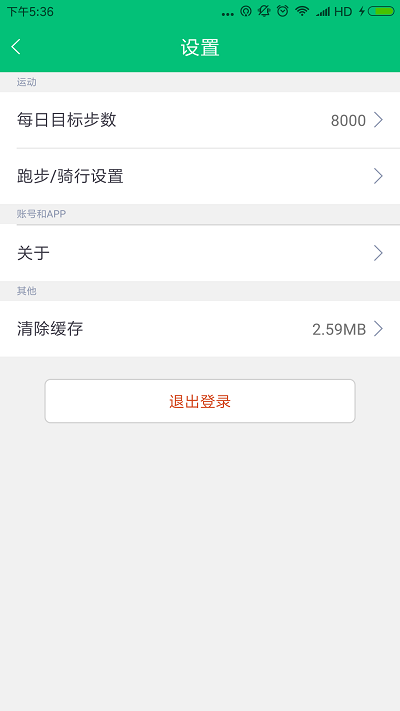 下午5:36
HD
设置
运动
每日目标步数
8000
跑步/骑行设置
账号和APP
关于
其他
清除缓存
2.59MB
退出登录